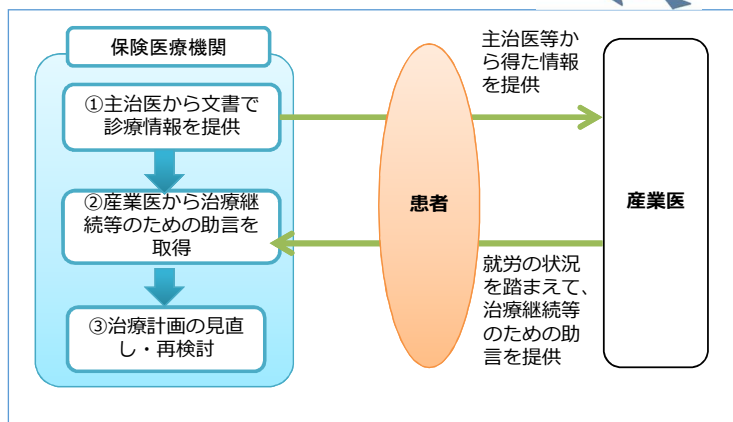 保険医療機関
①主治医から文書で
診療情報を提供
②産業医から治療継
続等のための助言を
取得
③治療計画の見直
し・再検討
患者
主治医等か
ら得た情報
を提供
就労の状況
を踏まえて、
治療継続等
のための助
言を提供
産業医